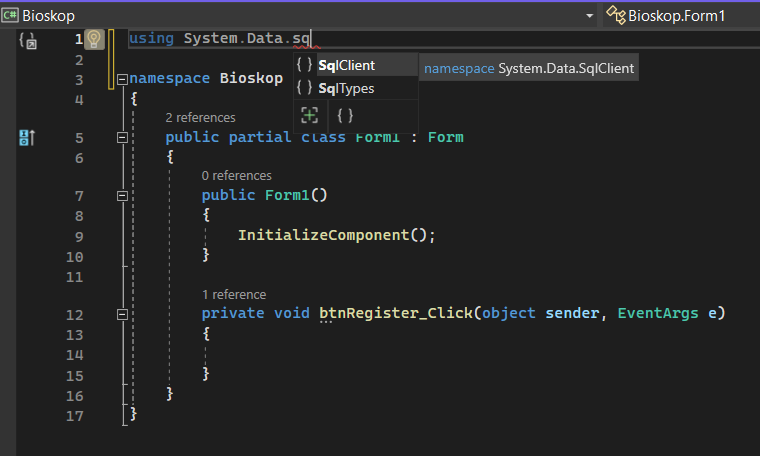 C# Bioskop Bioskop.Form1
1 using System.Data.sq
2 { } SqlClient namespace System.Data.SqlClient
3 namespace Bioskop
{ } SqlTypes
4 {
{ }
2 references
5 public partial class Form1 : Form
6 {
0 references
7 public Form1()
8 {
9 InitializeComponent();
10 }
11
1 reference
12 private void btnRegister_Click(object sender, EventArgs e)
13 {
14
15 }
16 }
17 }